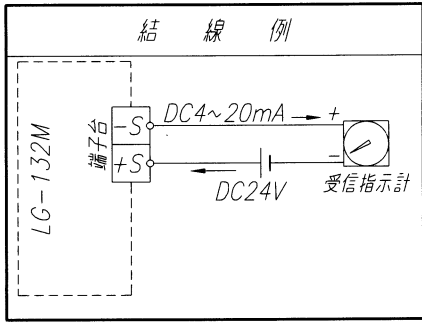 結線例
LG-132M
端子台
-S
+S
DC4~20mA
+
-
DC24V
受信指示計